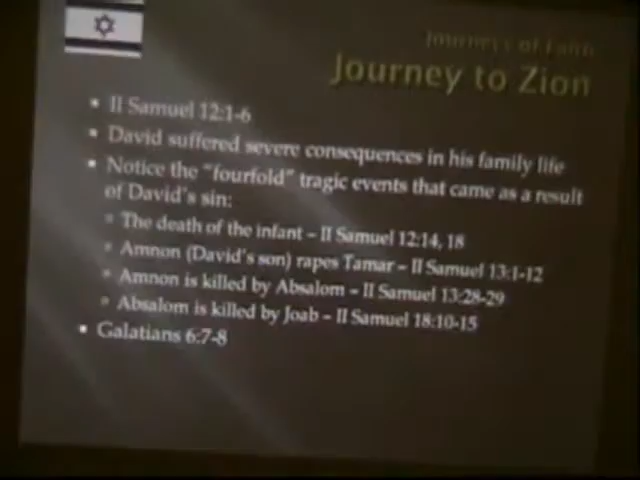 Journeys of Faith
Journey to Zion
▪ II Samuel 12:1-6
▪ David suffered severe consequences in his family life
▪ Notice the "fourfold" tragic events that came as a result
of David's sin:
▫ The death of the infant – II Samuel 12:14, 18
▫ Amnon (David's son) rapes Tamar – II Samuel 13:1-12
▫ Amnon is killed by Absalom – II Samuel 13:28-29
▫ Absalom is killed by Joab – II Samuel 18:10-15
▪ Galatians 6:7-8